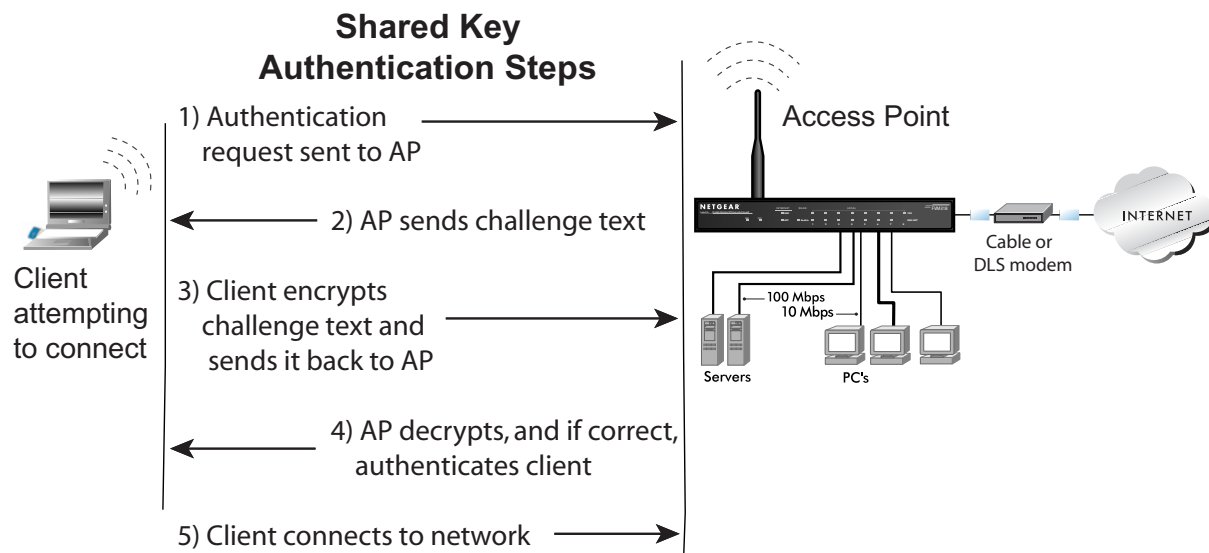 Shared Key
Authentication Steps
1) Authentication
request sent to AP
Access Point
2) AP sends challenge text
NETGEAR
INTERNET
Cable or
DLS modem
Client
attempting
to connect
3) Client encrypts
challenge text and
sends it back to AP
100 Mbps
10 Mbps
Servers
PC's
4) AP decrypts, and if correct,
authenticates client
5) Client connects to network